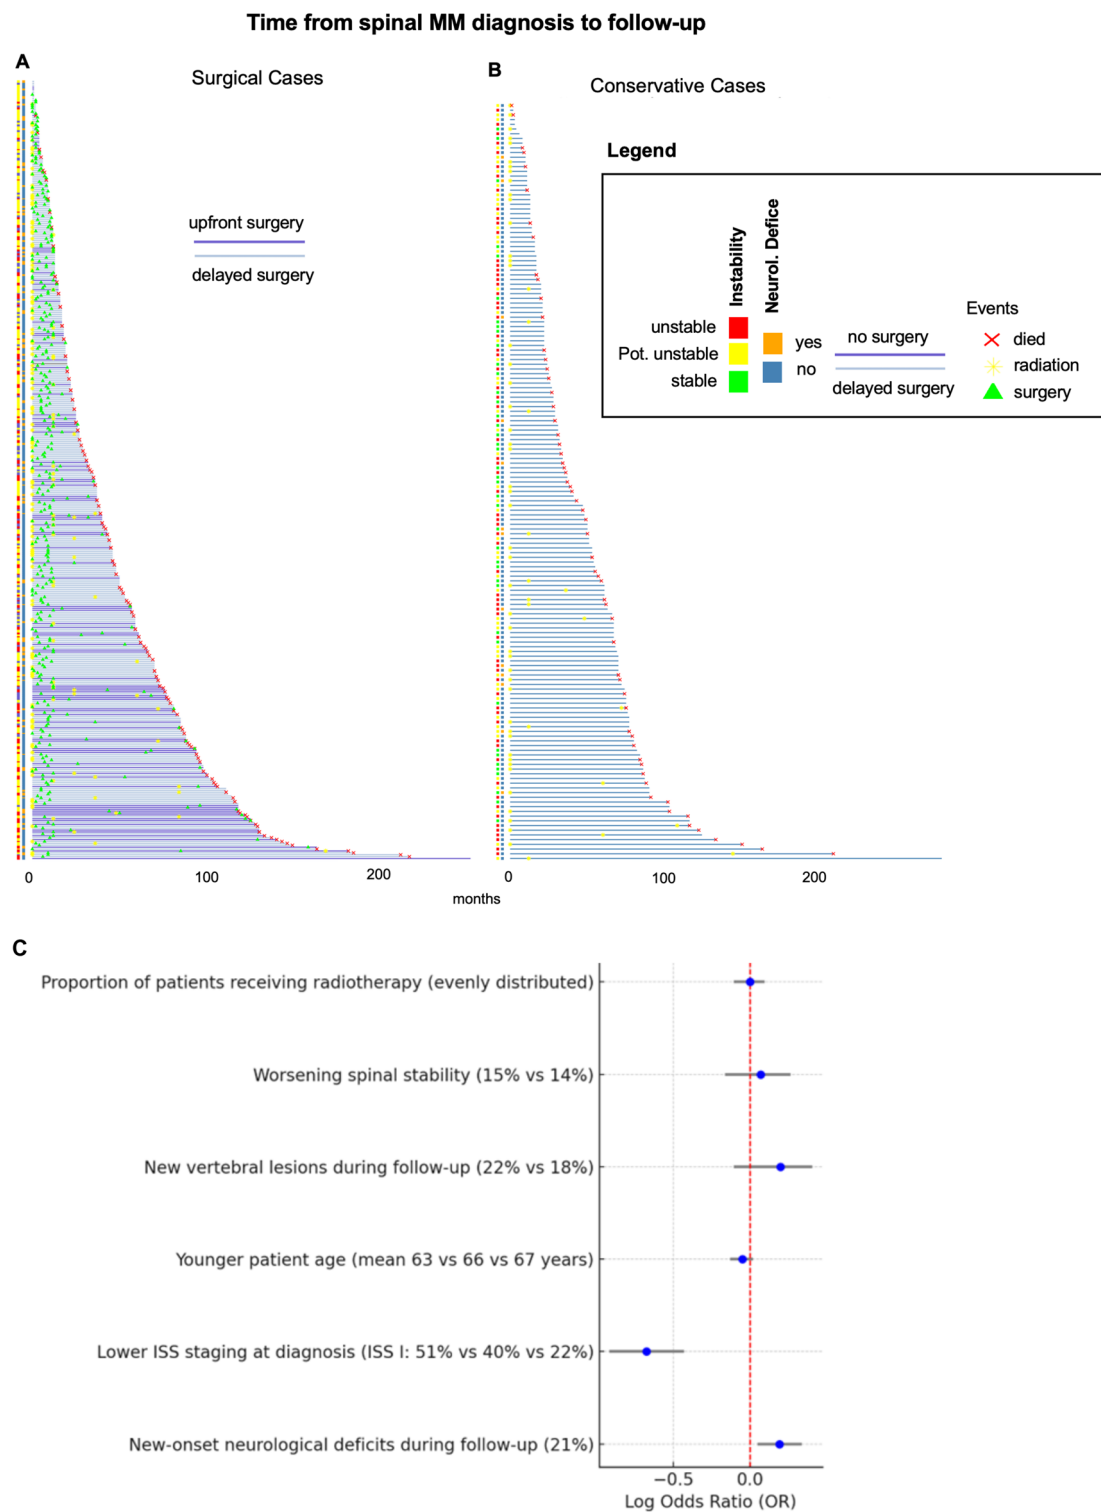 Time from spinal MM diagnosis to follow-up
A
Surgical Cases
upfront surgery
delayed surgery
0
100
200
B
Conservative Cases
Legend
Instability
Neurol. Defice
unstable
Pot. unstable
stable
yes
no
no surgery
delayed surgery
Events
died
radiation
surgery
0
100
200
months
C
Proportion of patients receiving radiotherapy (evenly distributed)
Worsening spinal stability (15% vs 14%)
New vertebral lesions during follow-up (22% vs 18%)
Younger patient age (mean 63 vs 66 vs 67 years)
Lower ISS staging at diagnosis (ISS I: 51% vs 40% vs 22%)
New-onset neurological deficits during follow-up (21%)
−0.5
0.0
Log Odds Ratio (OR)